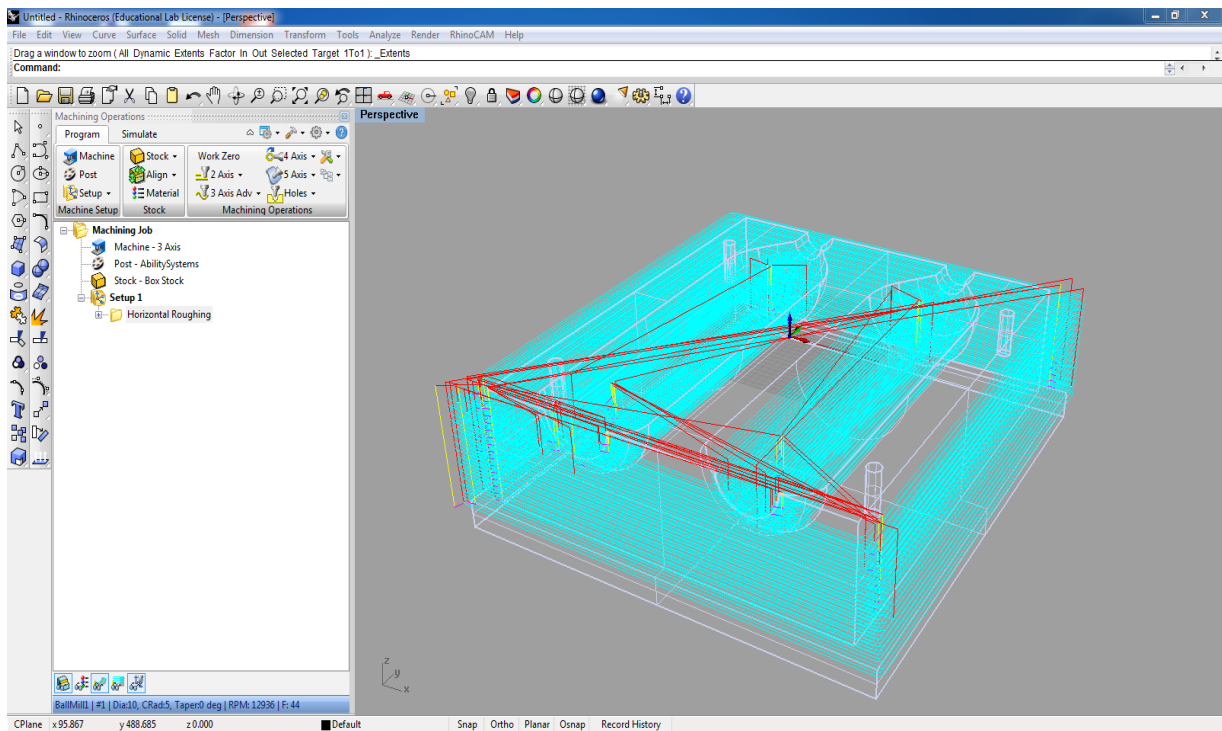 Untitled - Rhinoceros (Educational Lab License) - [Perspective]
File Edit View Curve Surface Solid Mesh Dimension Transform Tools Analyze Render RhinoCAM Help
Drag a window to zoom ( All Dynamic Extents Factor In Out Selected Target 1To1 ): _Extents
Command:
Machining Operations
Perspective
Program Simulate
Machine Stock Work Zero 4 Axis
Post Align 2 Axis 5 Axis
Setup Material 3 Axis Adv Holes
Machine Setup Stock Machining Operations
Machining Job
Machine - 3 Axis
Post - AbilitySystems
Stock - Box Stock
Setup 1
Horizontal Roughing
z
y
x
BallMill1 | #1 | Dia:10, CRad:5, Taper:0 deg | RPM: 12936 | F: 44
CPlane x 95.867 y 488.685 z 0.000 Default Snap Ortho Planar Osnap Record History